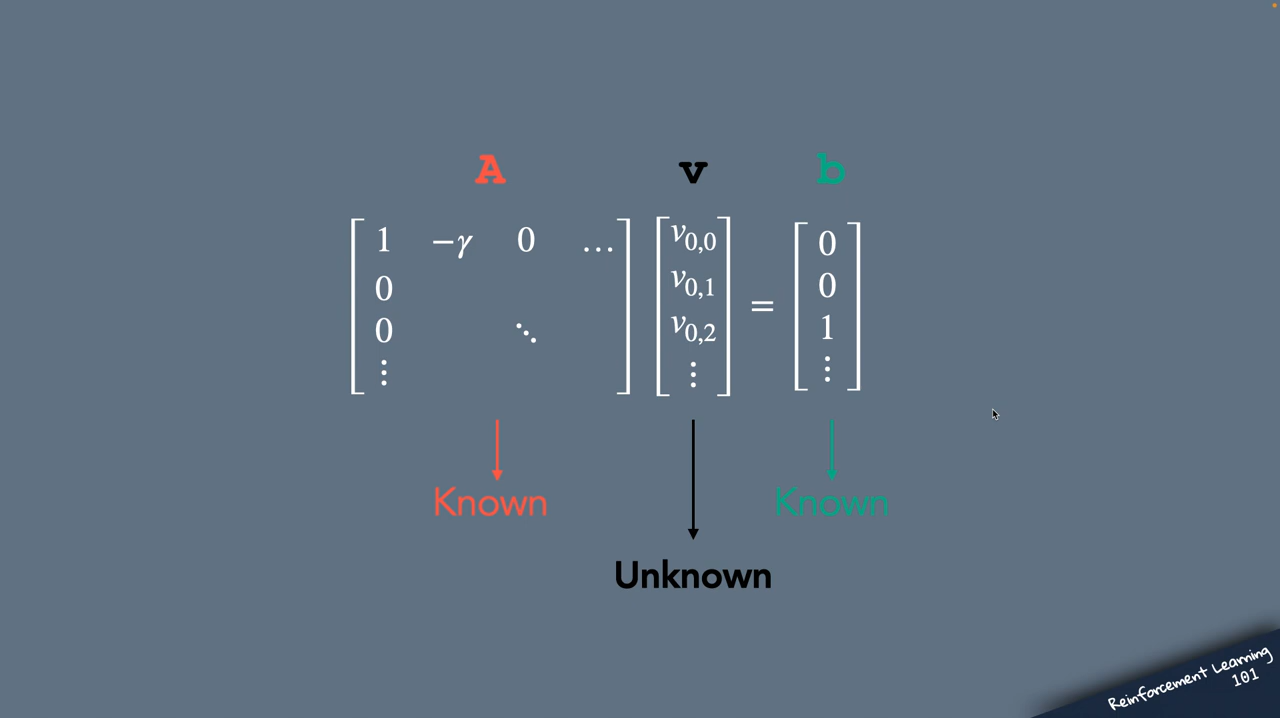 A v b
1 −γ 0 … v0,0 0
0 v0,1 0
0 ⋱ v0,2 = 1
⋮ ⋮ ⋮
Known Known
Unknown
Reinforcement Learning
101